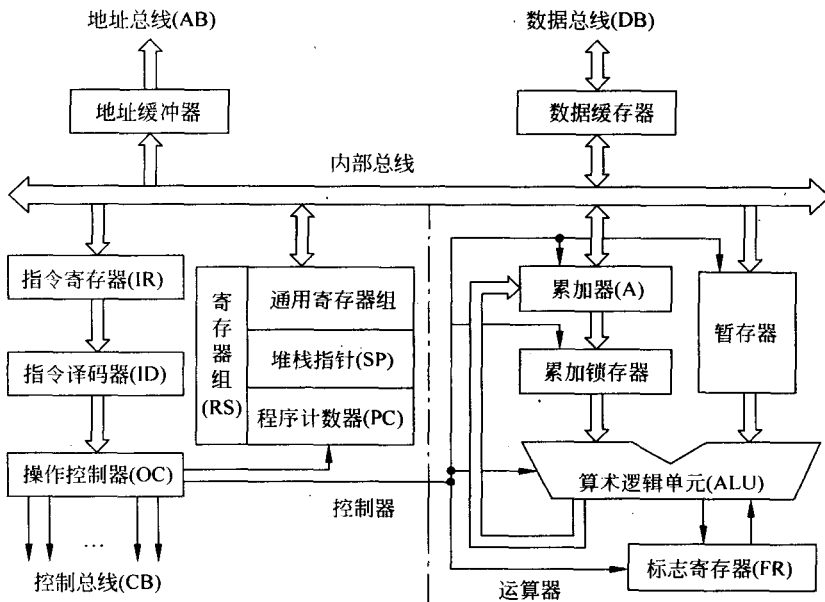 地址总线(AB)
数据总线(DB)
地址缓冲器
数据缓存器
内部总线
指令寄存器(IR)
指令译码器(ID)
操作控制器(OC)
…
控制总线(CB)
寄存器组(RS)
通用寄存器组
堆栈指针(SP)
程序计数器(PC)
控制器
累加器(A)
累加锁存器
暂存器
算术逻辑单元(ALU)
标志寄存器(FR)
运算器